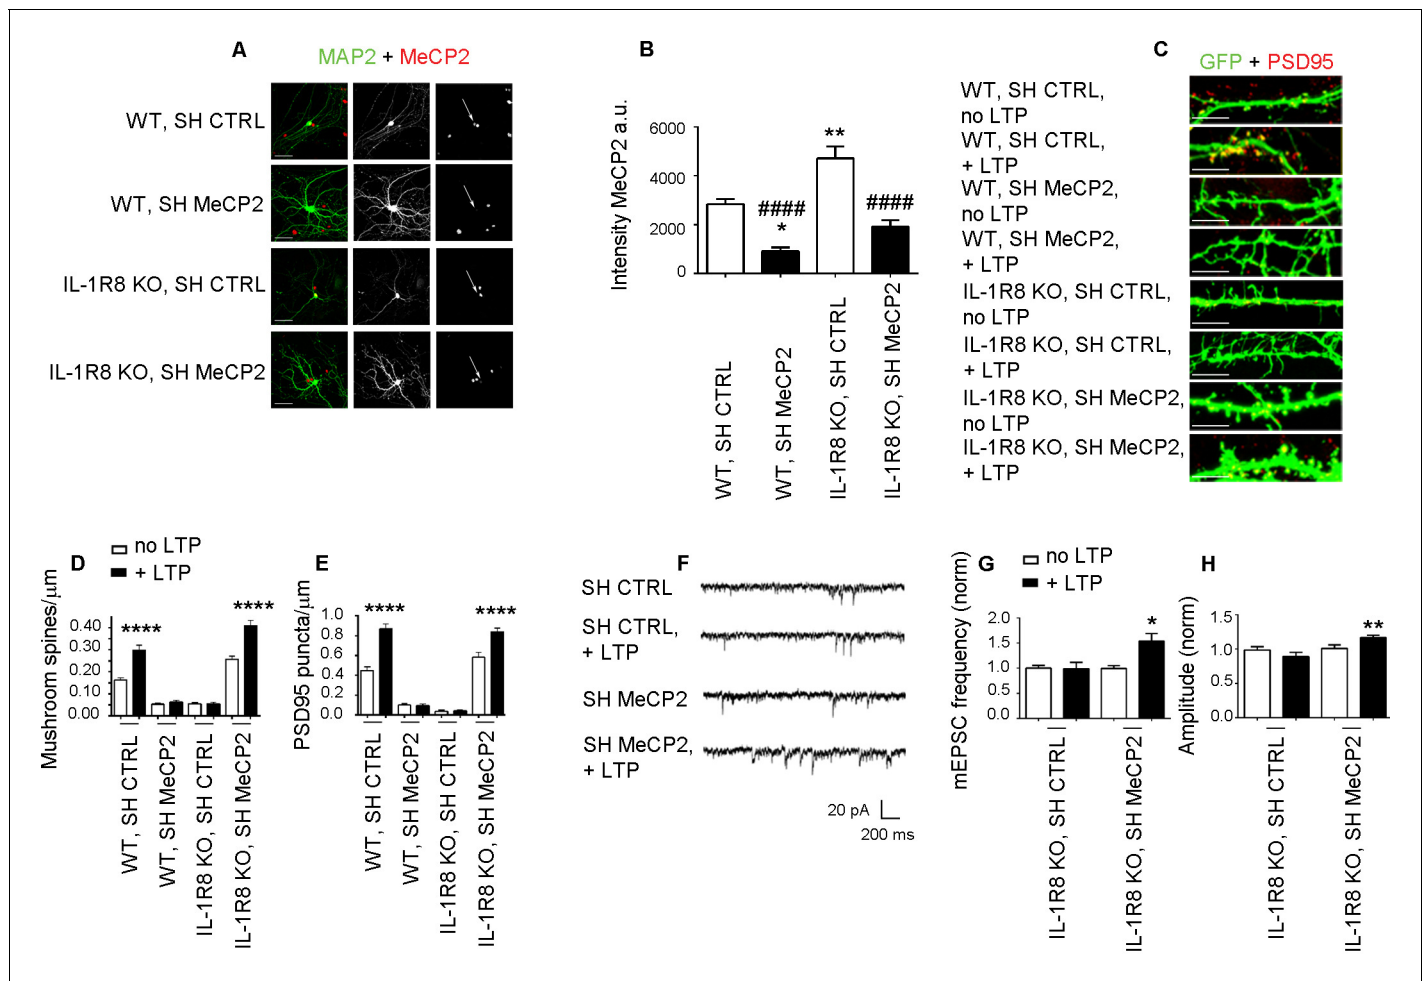 A
MAP2 + MeCP2
WT, SH CTRL
WT, SH MeCP2
IL-1R8 KO, SH CTRL
IL-1R8 KO, SH MeCP2
B
Intensity MeCP2 a.u.
6000
4000
2000
0
####
*
**
####
WT, SH CTRL
WT, SH MeCP2
IL-1R8 KO, SH CTRL
IL-1R8 KO, SH MeCP2
C
GFP + PSD95
WT, SH CTRL,
no LTP
WT, SH CTRL,
+ LTP
WT, SH MeCP2,
no LTP
WT, SH MeCP2,
+ LTP
IL-1R8 KO, SH CTRL,
no LTP
IL-1R8 KO, SH CTRL,
+ LTP
IL-1R8 KO, SH MeCP2,
no LTP
IL-1R8 KO, SH MeCP2,
+ LTP
D
no LTP
+ LTP
Mushroom spines/μm
0.40
0.30
0.20
0.10
0.00
****
****
WT, SH CTRL
WT, SH MeCP2
IL-1R8 KO, SH CTRL
IL-1R8 KO, SH MeCP2
E
PSD95 puncta/μm
1.0
0.8
0.6
0.4
0.2
0
****
****
WT, SH CTRL
WT, SH MeCP2
IL-1R8 KO, SH CTRL
IL-1R8 KO, SH MeCP2
F
SH CTRL
SH CTRL,
+ LTP
SH MeCP2
SH MeCP2,
+ LTP
20 pA
200 ms
G
no LTP
+ LTP
mEPSC frequency (norm)
2.0
1.5
1.0
0.5
0.0
*
IL-1R8 KO, SH CTRL
IL-1R8 KO, SH MeCP2
H
Amplitude (norm)
1.5
1.0
0.5
0.0
**
IL-1R8 KO, SH CTRL
IL-1R8 KO, SH MeCP2